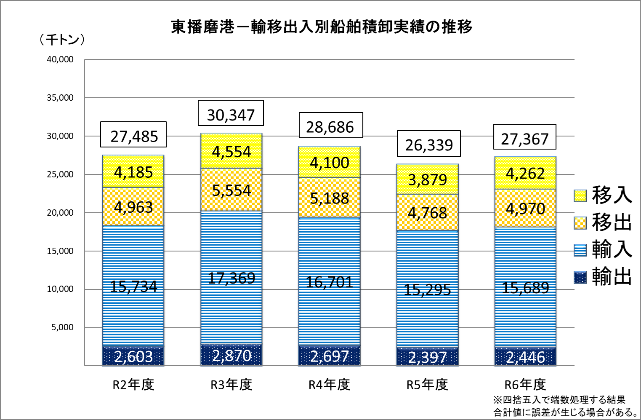 東播磨港－輸移出入別船舶積卸実績の推移
（千トン）
40,000
35,000
30,000
25,000
20,000
15,000
10,000
5,000
27,485
30,347
28,686
26,339
27,367
4,185
4,554
4,100
3,879
4,262
4,963
5,554
5,188
4,768
4,970
15,734
17,369
16,701
15,295
15,689
2,603
2,870
2,697
2,397
2,446
R2年度
R3年度
R4年度
R5年度
R6年度
移入
移出
輸入
輸出
※四捨五入で端数処理する結果
合計値に誤差が生じる場合がある。